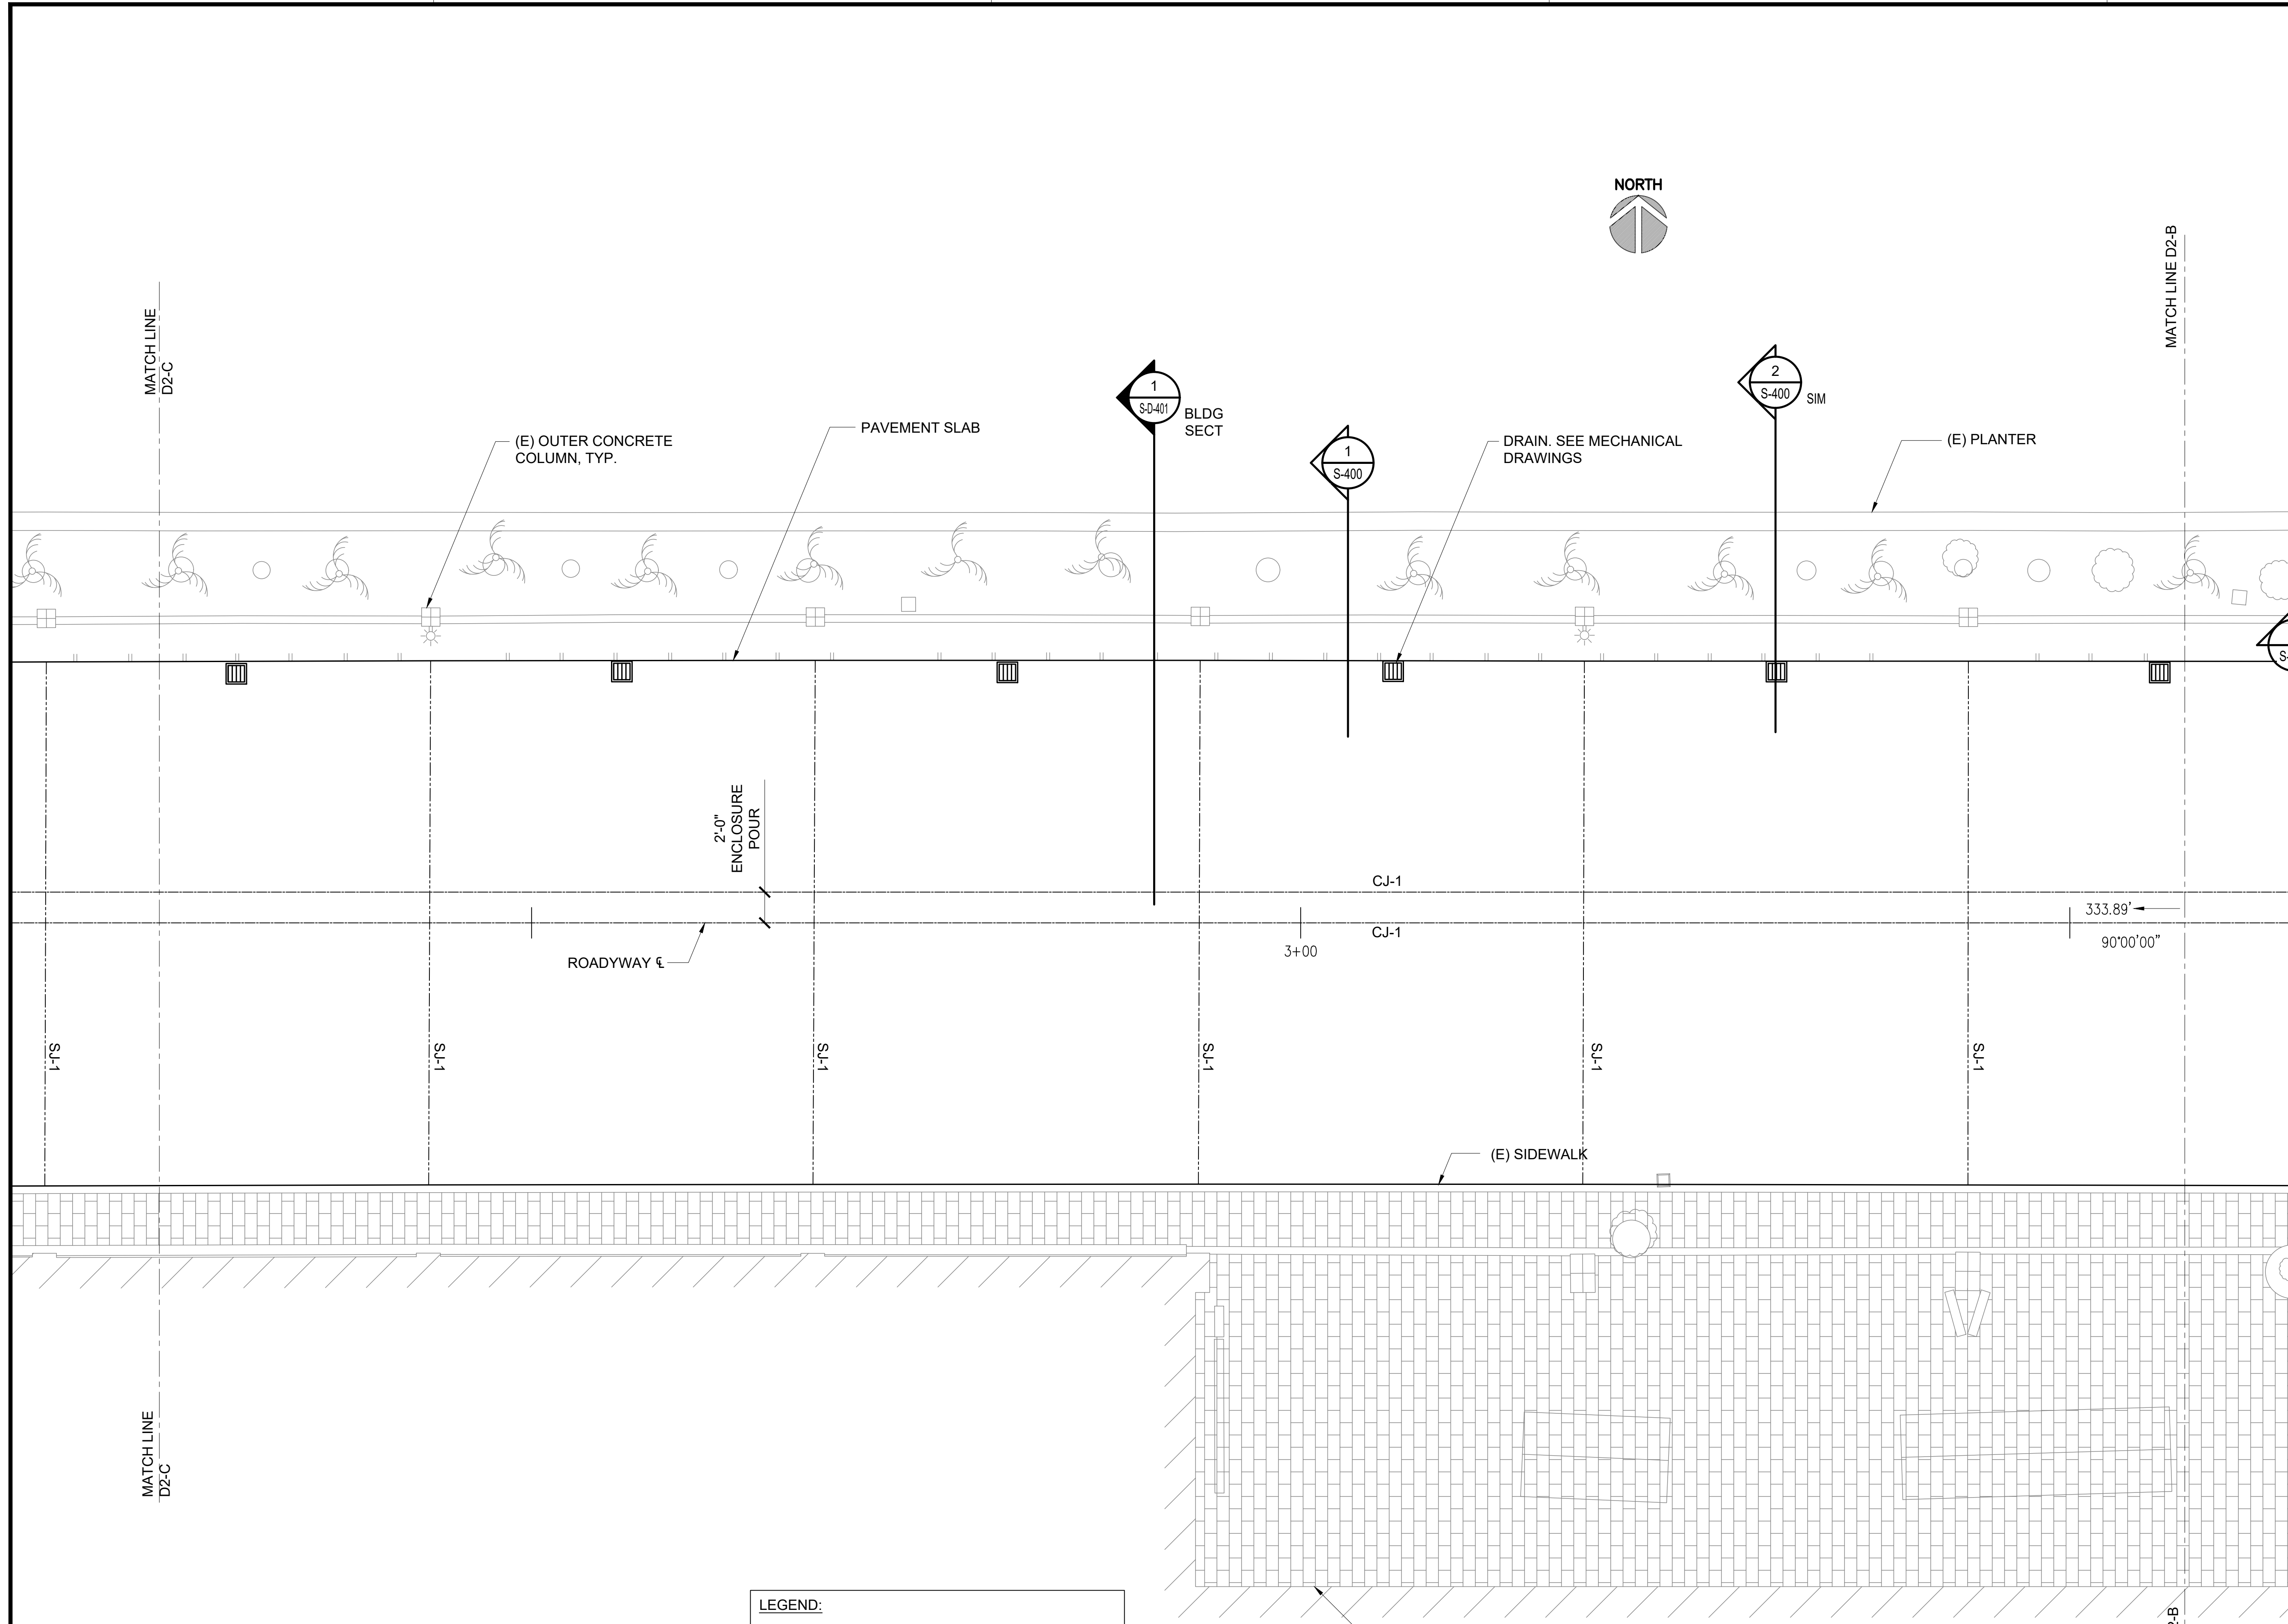 NORTH
MATCH LINE D2-B
MATCH LINE
D2-C
1
S-D-401
BLDG
SECT
2
S-400
SIM
1
S-400
(E) OUTER CONCRETE
COLUMN, TYP.
PAVEMENT SLAB
DRAIN. SEE MECHANICAL
DRAWINGS
(E) PLANTER
2'-0"
ENCLOSURE
POUR
CJ-1
333.89'
CJ-1
3+00
90°00'00"
ROADYWAY ℄
SJ-1
SJ-1
SJ-1
SJ-1
SJ-1
SJ-1
(E) SIDEWALK
MATCH LINE
D2-C
LEGEND: